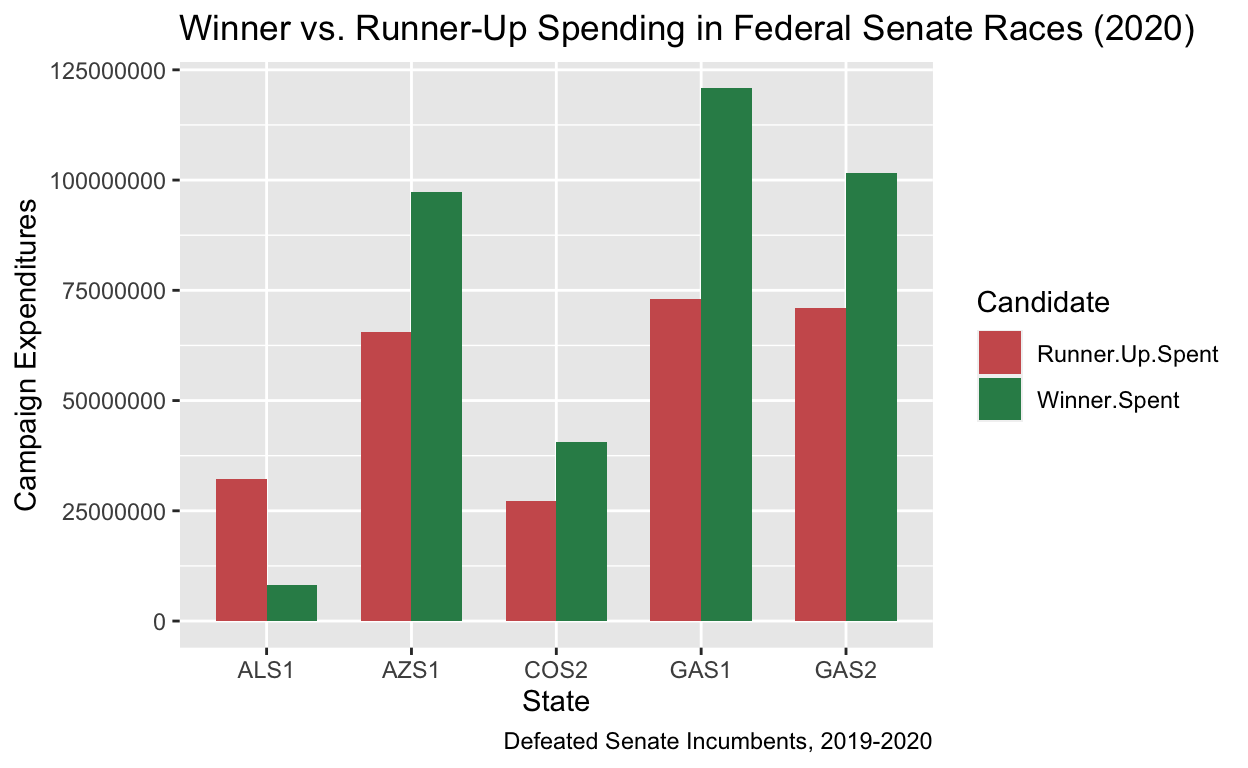 Winner vs. Runner-Up Spending in Federal Senate Races (2020)
125000000
100000000
75000000
50000000
25000000
0
Campaign Expenditures
ALS1 AZS1 COS2 GAS1 GAS2
State
Candidate
Runner.Up.Spent
Winner.Spent
Defeated Senate Incumbents, 2019-2020